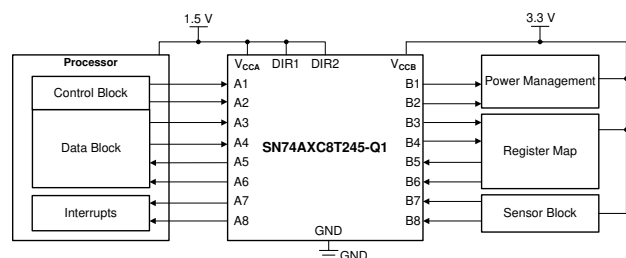 1.5 V
3.3 V
Processor
VCCA DIR1 DIR2 VCCB
Control Block
Data Block
Interrupts
A1
A2
A3
A4
A5
A6
A7
A8
SN74AXC8T245-Q1
B1
B2
B3
B4
B5
B6
B7
B8
GND
GND
Power Management
Register Map
Sensor Block